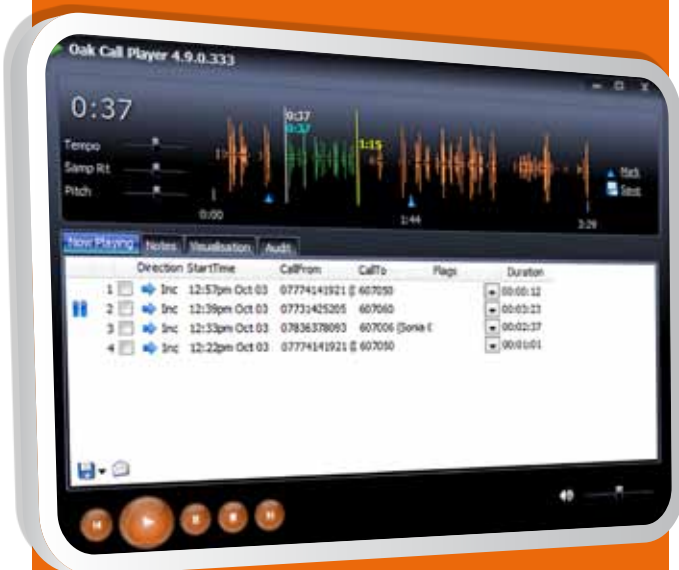 Oak Call Player 4.9.0.333
0:37
Tempo
Samp Rt
Pitch
0:37
0:37
1:15
Mark
Save
0:00 1:44 3:28
Now Playing Notes Visualisation Audit
Direction StartTime CallFrom CallTo Flags Duration
1 Inc 12:57pm Oct 03 07774141921 607050 00:00:12
2 Inc 12:39pm Oct 03 07731425205 607060 00:03:23
3 Inc 12:33pm Oct 03 07836378093 607006 (Sonia 00:02:37
4 Inc 12:22pm Oct 03 07774141921 607050 00:01:01